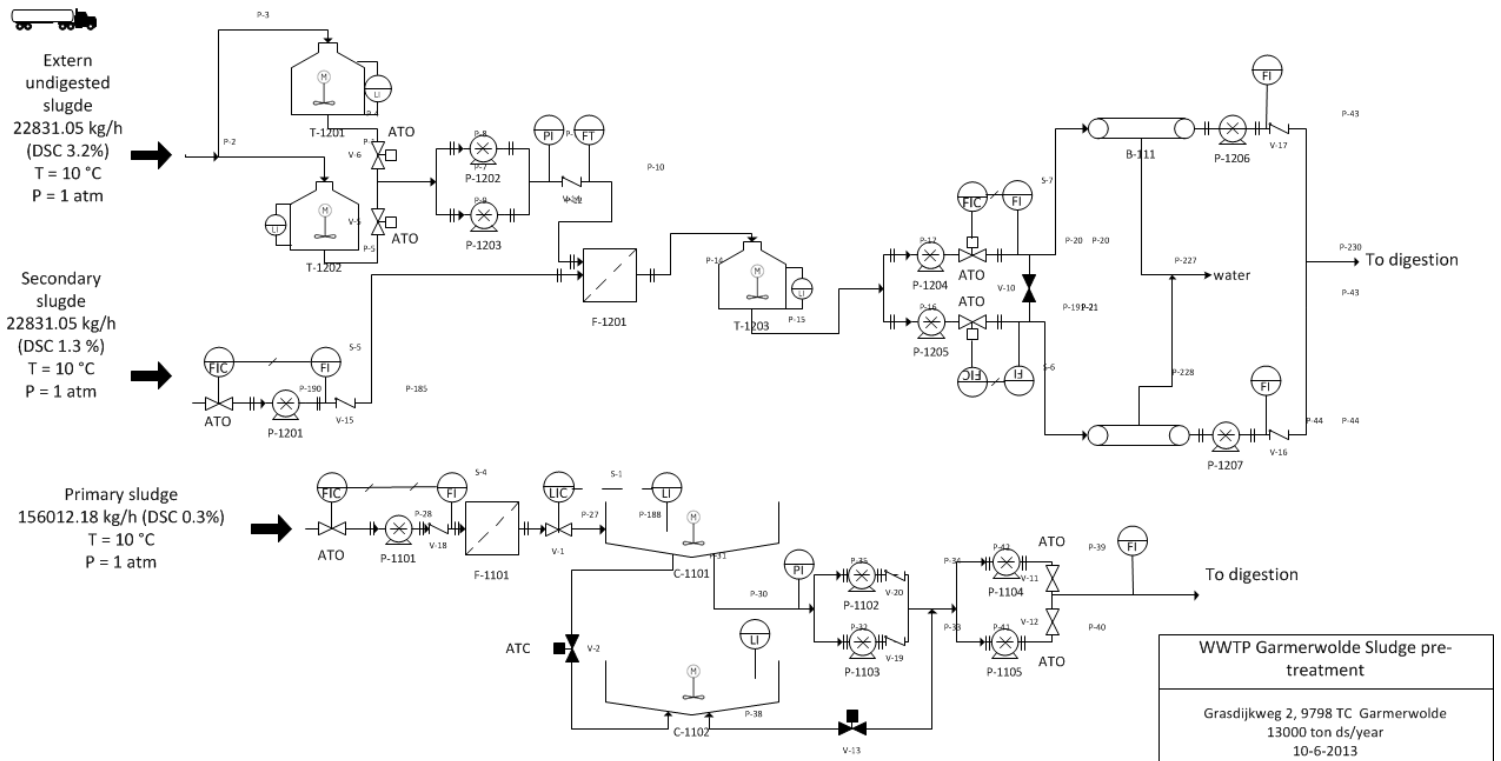 P-3
Extern
undigested
slugde
22831.05 kg/h
(DSC 3.2%)
T = 10 °C
P = 1 atm
P-2
M
LI
T-1201
M
LI
T-1202
ATO
V-6
V-5
ATO
P-5
P-8
P-7
P-1202
P-9
P-1203
PI
FT
P-10
F-1201
Secondary
slugde
22831.05 kg/h
(DSC 1.3 %)
T = 10 °C
P = 1 atm
FIC
FI
S-5
P-190
P-185
ATO
P-1201
V-15
P-14
M
LI
T-1203
P-15
P-17
P-1204
FIC
FI
ATO
S-7
P-20
P-20
V-10
P-16
P-1205
ATO
FIC
FI
S-6
P-21
B-111
P-1206
FI
V-17
P-43
P-227
water
P-230
To digestion
P-43
P-228
FI
P-1207
V-16
P-44
P-44
Primary sludge
156012.18 kg/h (DSC 0.3%)
T = 10 °C
P = 1 atm
FIC
FI
S-4
ATO
P-1101
P-28
V-18
F-1101
LIC
V-1
P-27
S-1
LI
P-188
M
C-1101
P-31
P-30
PI
P-35
P-1102
V-20
P-32
P-1103
V-19
P-34
P-33
P-42
P-1104
ATO
V-11
V-12
P-41
P-1105
ATO
P-39
FI
P-40
To digestion
ATC
V-2
LI
M
C-1102
P-38
V-13
WWTP Garmerwolde Sludge pre-
treatment
Grasdijkweg 2, 9798 TC Garmerwolde
13000 ton ds/year
10-6-2013